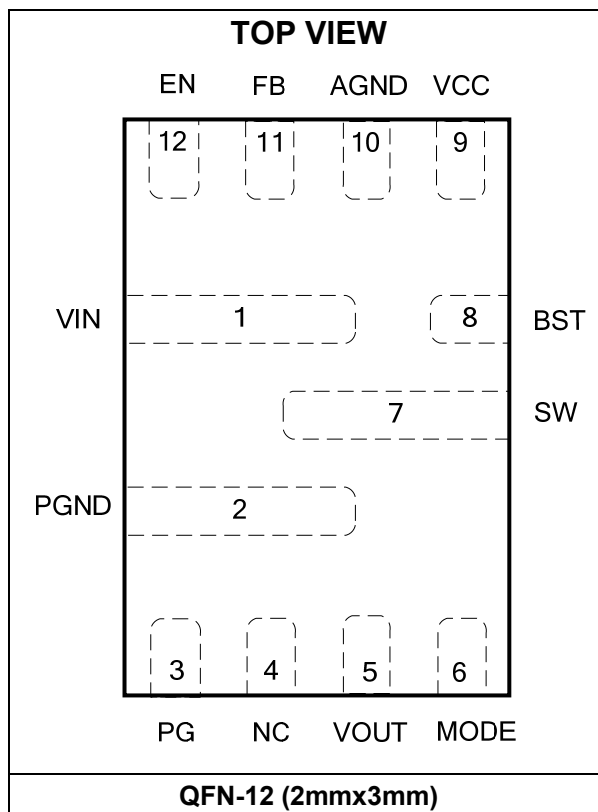 TOP VIEW
EN FB AGND VCC
12 11 10 9
VIN 1 8 BST
7 SW
PGND 2
3 4 5 6
PG NC VOUT MODE
QFN-12 (2mmx3mm)